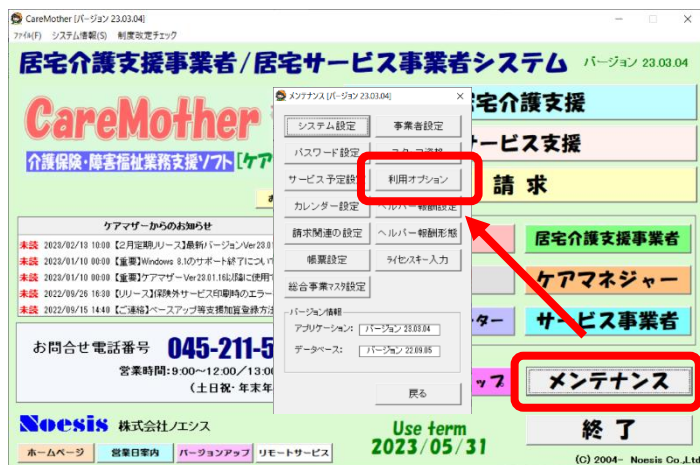 CareMother [バージョン 23.03.04]
ファイル(F) システム情報(S) 制度改定チェック
居宅介護支援事業者/居宅サービス事業者システム バージョン 23.03.04
CareMother
介護保険・障害福祉業務支援ソフト [ケア
ケアマザーからのお知らせ
未読 2023/02/13 10:00 【2月定期リリース】最新バージョンVer23.0
未読 2023/01/10 00:00 【重要】Windows 8.1のサポート終了につい
未読 2023/01/10 00:00 【重要】ケアマザーVer23.01.16以降に使用
未読 2022/09/26 16:30 【リリース】保険外サービス印刷時のエラー
未読 2022/09/15 14:40 【ご連絡】ベースアップ等支援加算登録方法
お問合せ電話番号 045-211-5
営業時間:9:00~12:00/13:00
(土日祝・年末年
Noesis 株式会社ノエシス
ホームページ 営業日案内 バージョンアップ リモートサービス
メンテナンス [バージョン 23.03.04]
システム設定 事業者設定
パスワード設定
サービス予定設定 利用オプション
カレンダー設定 ヘルパー報酬設定
請求関連の設定 ヘルパー報酬形態
帳票設定 ライセンスキー入力
総合事業マスタ設定
バージョン情報
アプリケーション: バージョン 23.03.04
データベース: バージョン 22.09.05
戻る
宅介護支援
ービス支援
請 求
居宅介護支援事業者
ケアマネジャー
ター サービス事業者
ップ メンテナンス
Use term
2023/05/31
終 了
(C) 2004- Noesis Co.,Ltd